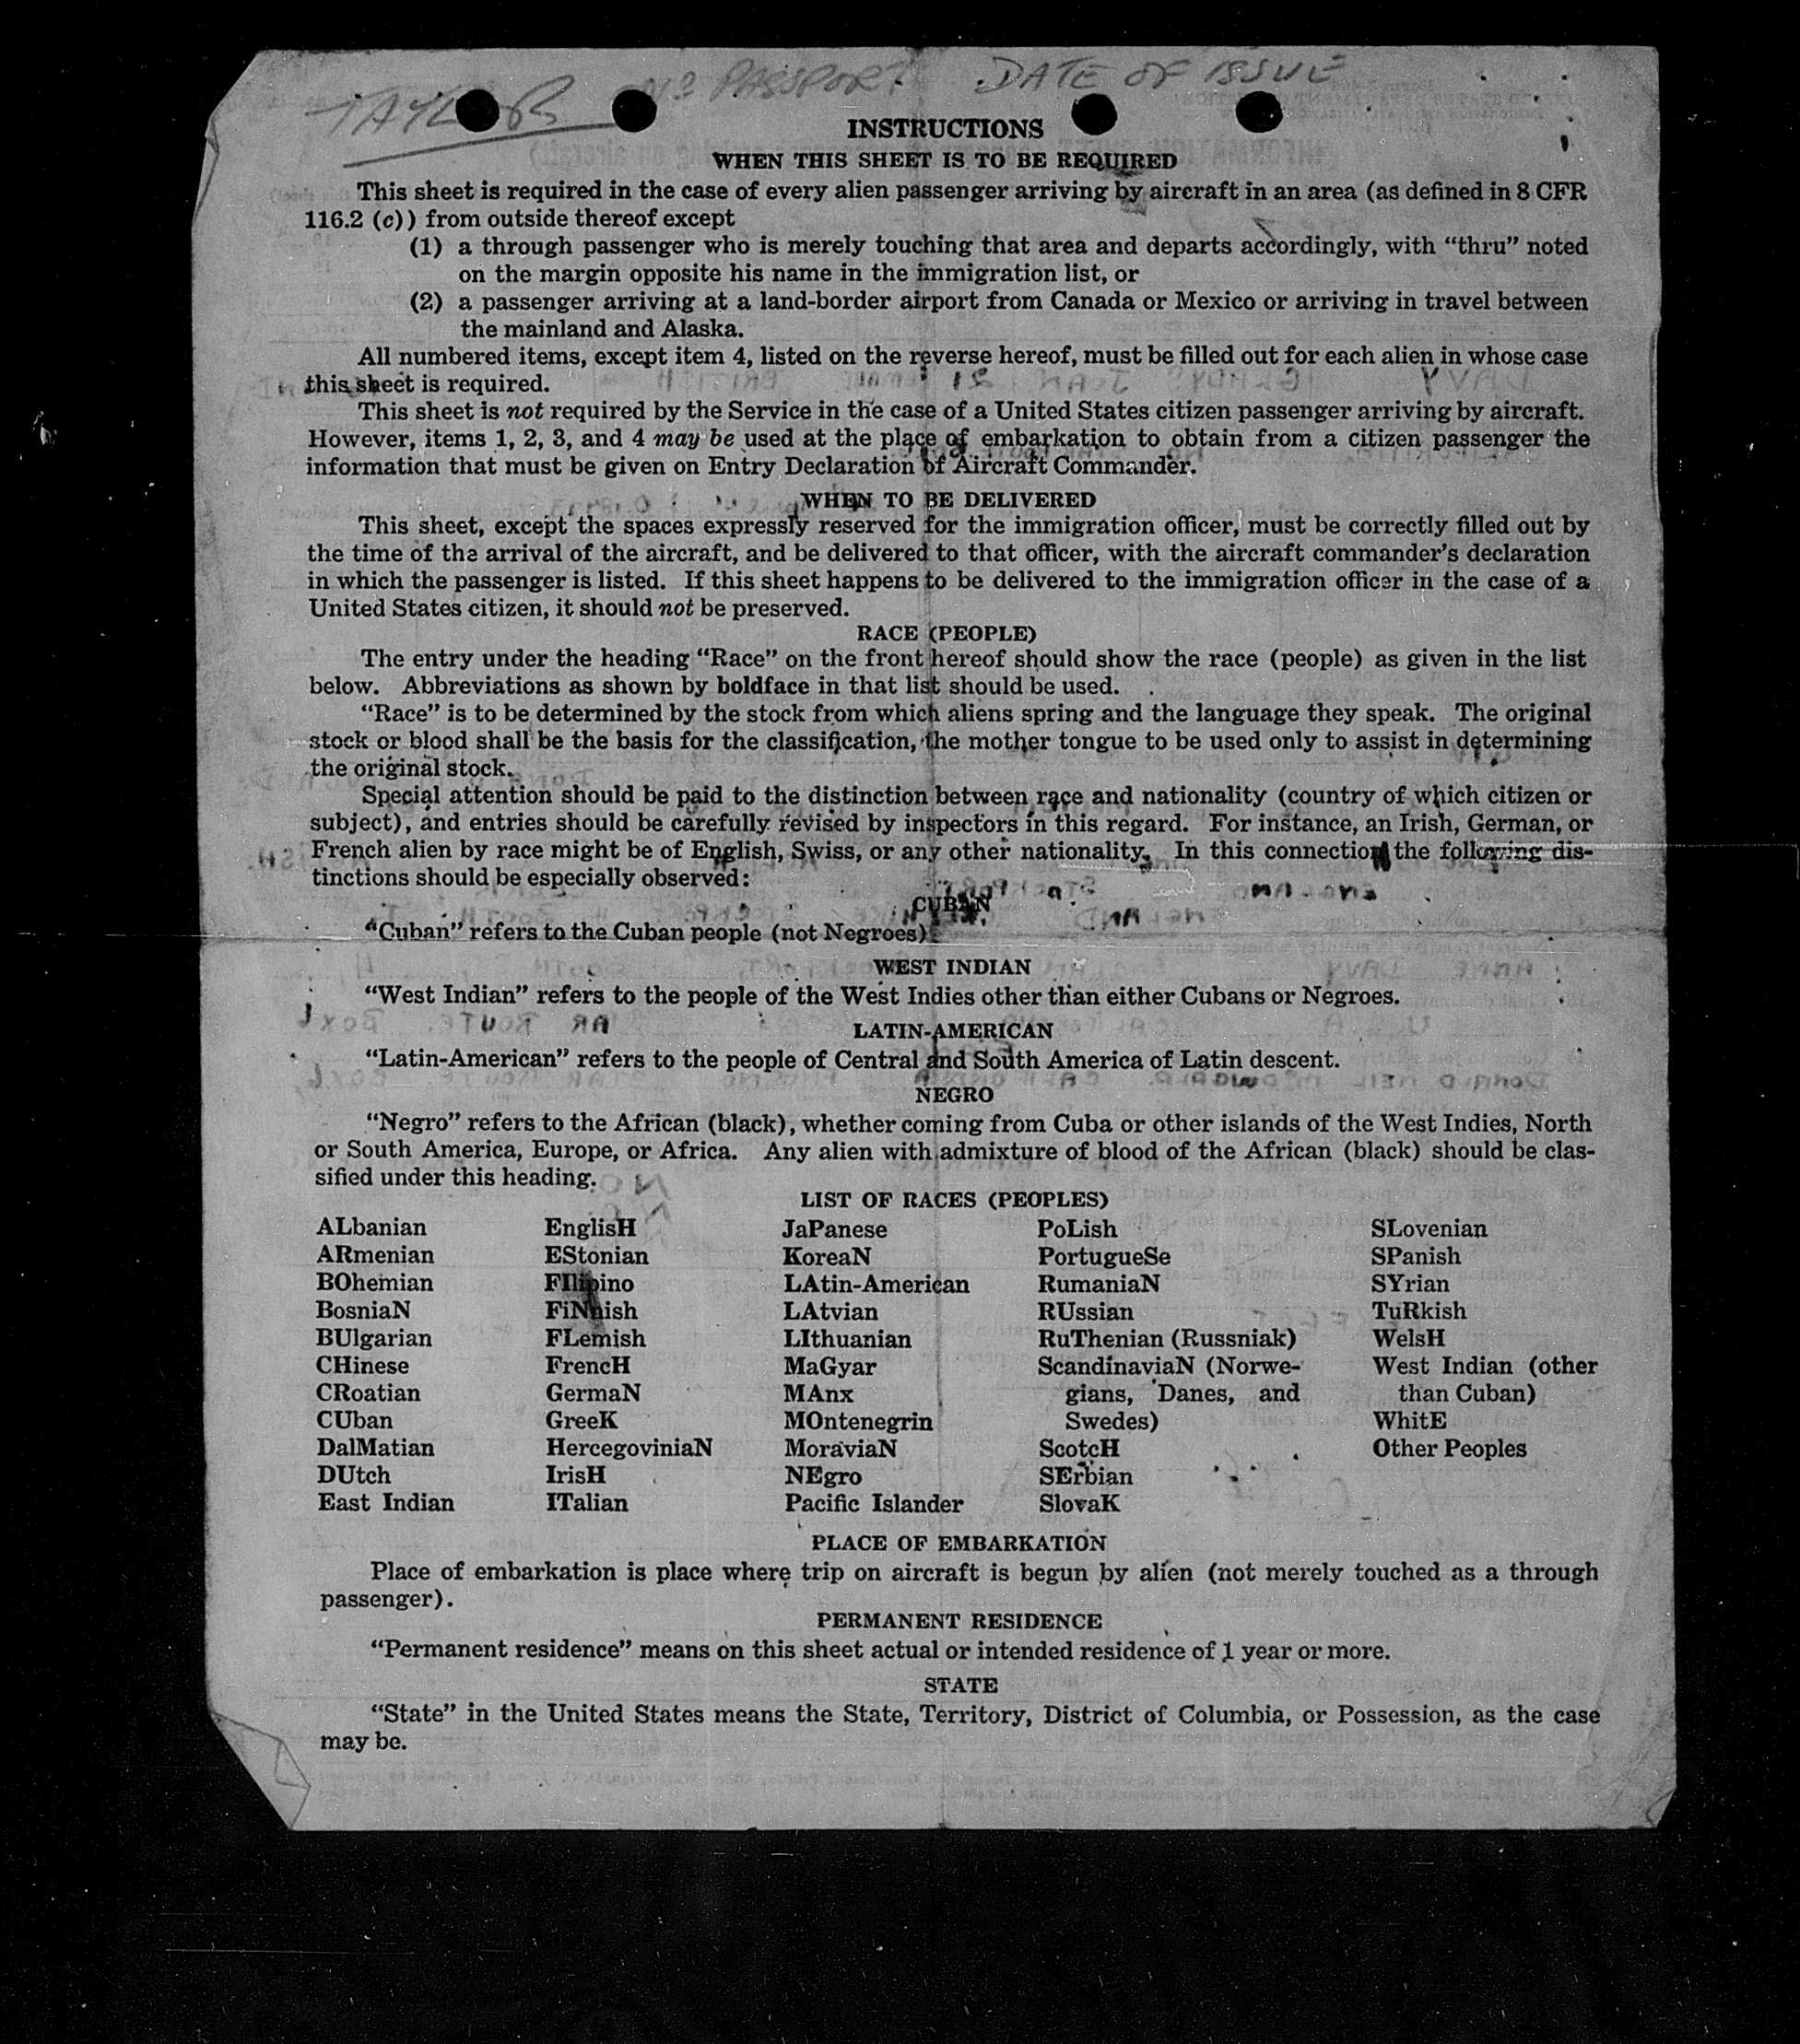 TAYLOR No PASSPORT. DATE OF ISSUE
INSTRUCTIONS
WHEN THIS SHEET IS TO BE REQUIRED
This sheet is required in the case of every alien passenger arriving by aircraft in an area (as defined in 8 CFR
116.2 (c)) from outside thereof except
(1) a through passenger who is merely touching that area and departs accordingly, with “thru” noted
on the margin opposite his name in the immigration list, or
(2) a passenger arriving at a land-border airport from Canada or Mexico or arriving in travel between
the mainland and Alaska.
All numbered items, except item 4, listed on the reverse hereof, must be filled out for each alien in whose case
this sheet is required.
This sheet is not required by the Service in the case of a United States citizen passenger arriving by aircraft.
However, items 1, 2, 3, and 4 may be used at the place of embarkation to obtain from a citizen passenger the
information that must be given on Entry Declaration of Aircraft Commander.
WHEN TO BE DELIVERED
This sheet, except the spaces expressly reserved for the immigration officer, must be correctly filled out by
the time of the arrival of the aircraft, and be delivered to that officer, with the aircraft commander’s declaration
in which the passenger is listed. If this sheet happens to be delivered to the immigration officer in the case of a
United States citizen, it should not be preserved.
RACE (PEOPLE)
The entry under the heading “Race” on the front hereof should show the race (people) as given in the list
below. Abbreviations as shown by boldface in that list should be used.
“Race” is to be determined by the stock from which aliens spring and the language they speak. The original
stock or blood shall be the basis for the classification, the mother tongue to be used only to assist in determining
the original stock.
Special attention should be paid to the distinction between race and nationality (country of which citizen or
subject), and entries should be carefully revised by inspectors in this regard. For instance, an Irish, German, or
French alien by race might be of English, Swiss, or any other nationality. In this connection the following dis-
tinctions should be especially observed:
CUBAN
“Cuban” refers to the Cuban people (not Negroes).
WEST INDIAN
“West Indian” refers to the people of the West Indies other than either Cubans or Negroes.
LATIN-AMERICAN
“Latin-American” refers to the people of Central and South America of Latin descent.
NEGRO
“Negro” refers to the African (black), whether coming from Cuba or other islands of the West Indies, North
or South America, Europe, or Africa. Any alien with admixture of blood of the African (black) should be clas-
sified under this heading.
LIST OF RACES (PEOPLES)
ALbanian EnglisH JaPanese PoLish SLovenian
ARmenian EStonian KoreaN PortugueSe SPanish
BOhemian FIlipino LAtin-American RumaniaN SYrian
BosniaN FiNnish LAtvian RUssian TuRkish
BUlgarian FLemish LIthuanian RuThenian (Russniak) WelsH
CHinese FrencH MaGyar ScandinaviaN (Norwe- West Indian (other
CRoatian GermaN MAnx gians, Danes, and than Cuban)
CUban GreeK MOntenegrin Swedes) WhitE
DalMatian HercegoviniaN MoraviaN ScotcH Other Peoples
DUtch IrisH NEgro SErbian
East Indian ITalian Pacific Islander SlovaK
PLACE OF EMBARKATION
Place of embarkation is place where trip on aircraft is begun by alien (not merely touched as a through
passenger).
PERMANENT RESIDENCE
“Permanent residence” means on this sheet actual or intended residence of 1 year or more.
STATE
“State” in the United States means the State, Territory, District of Columbia, or Possession, as the case
may be.